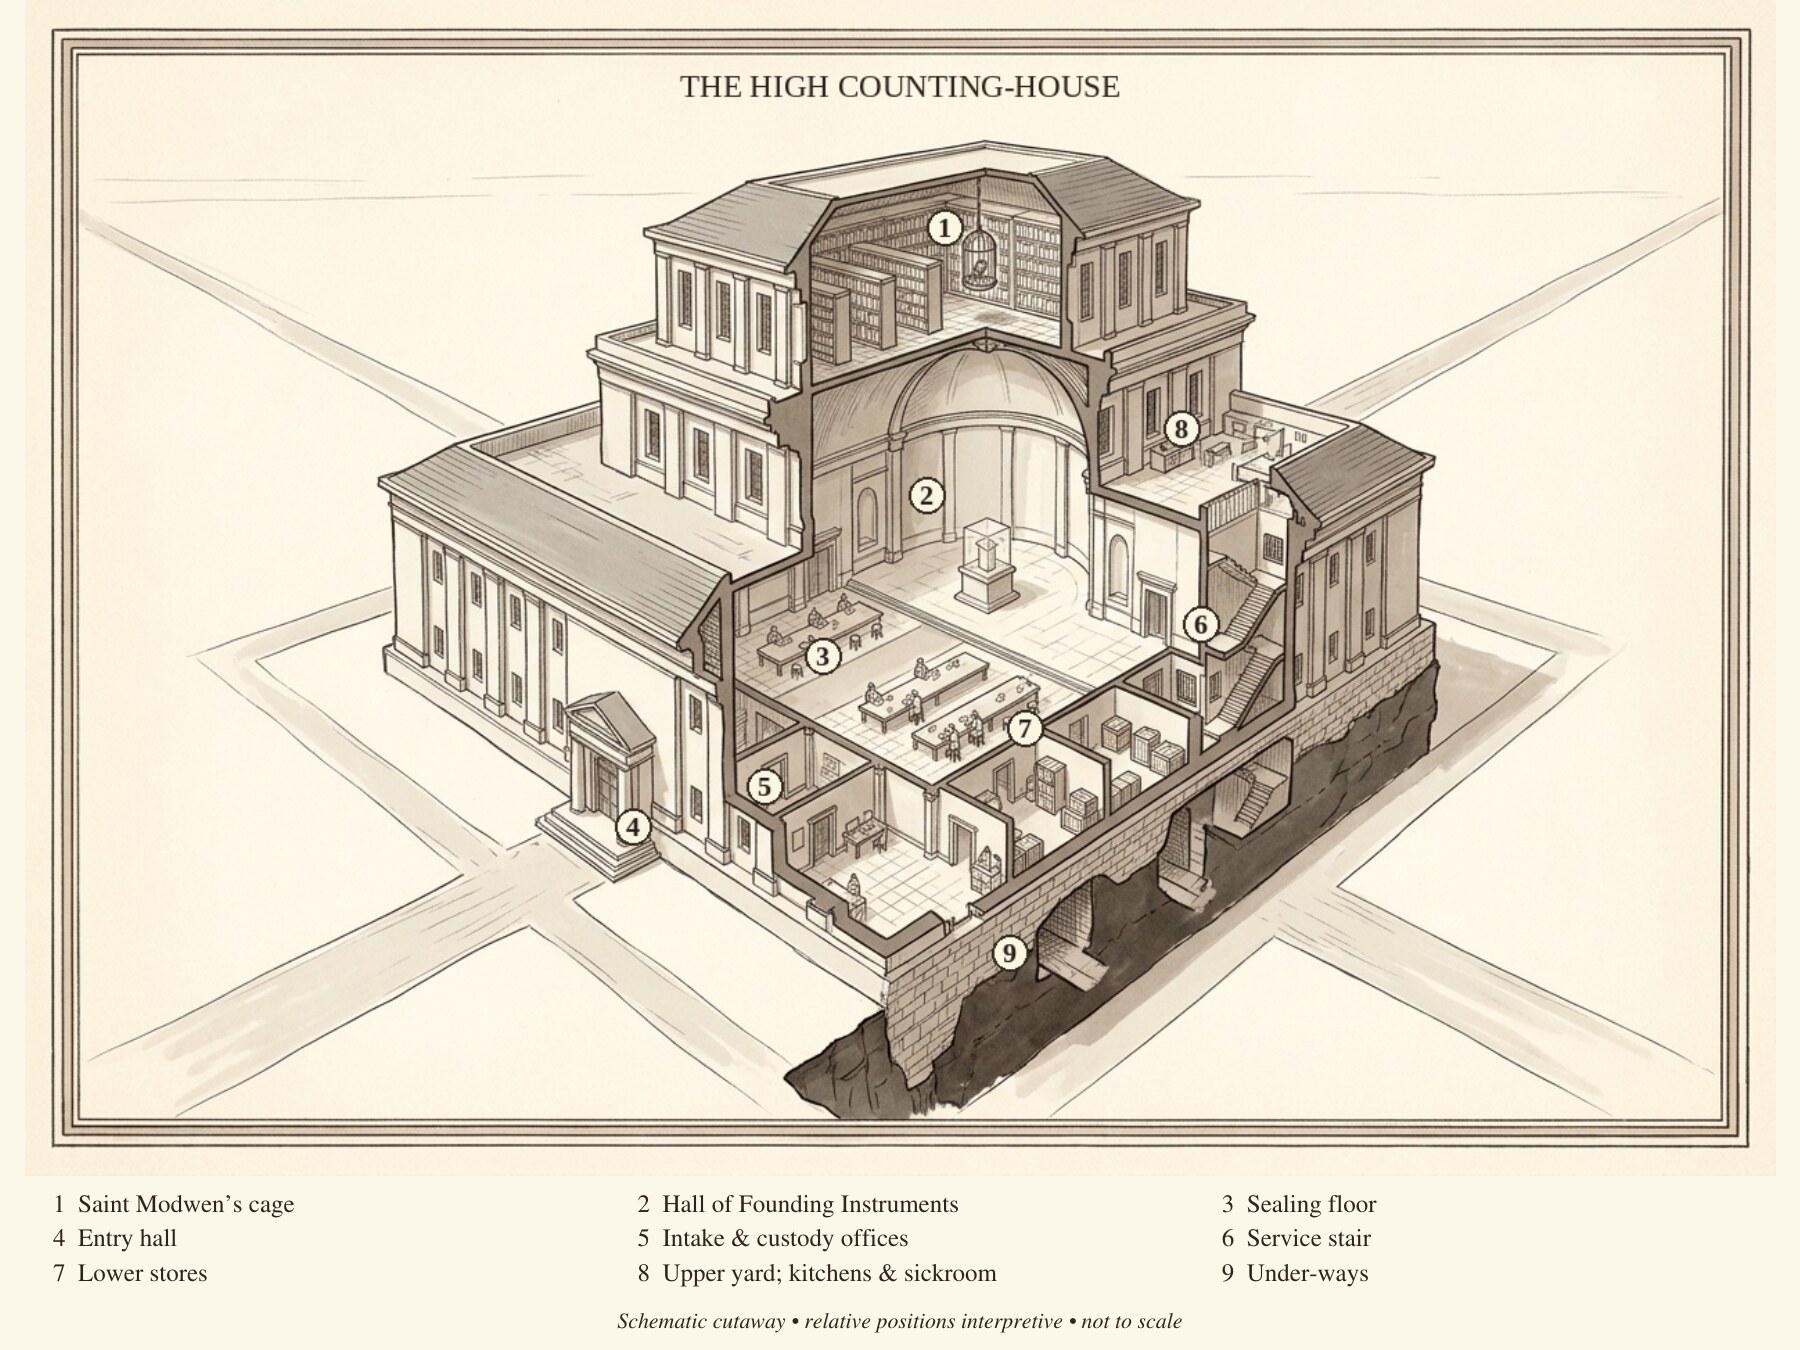 THE HIGH COUNTING-HOUSE
1
8
2
6
3
7
5
4
9
1 Saint Modwen’s cage
2 Hall of Founding Instruments
3 Sealing floor
4 Entry hall
5 Intake & custody offices
6 Service stair
7 Lower stores
8 Upper yard; kitchens & sickroom
9 Under-ways
Schematic cutaway • relative positions interpretive • not to scale